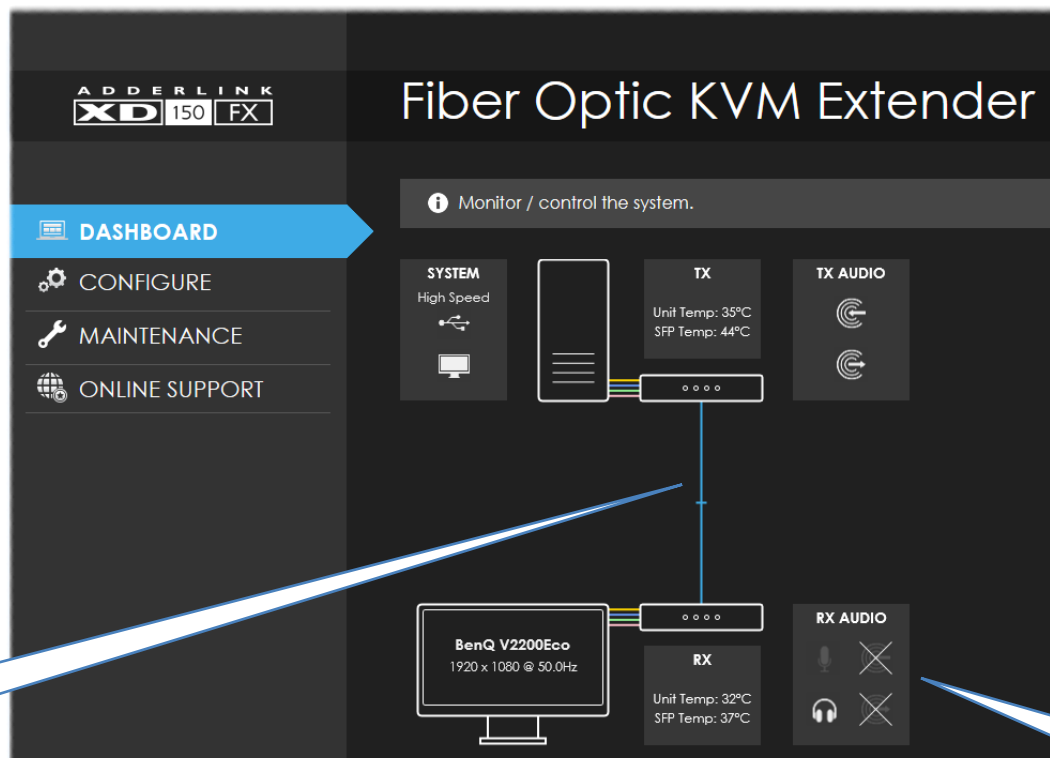 ADDERLINK
XD 150 FX
Fiber Optic KVM Extender
Monitor / control the system.
DASHBOARD
CONFIGURE
MAINTENANCE
ONLINE SUPPORT
SYSTEM
High Speed
TX
Unit Temp: 35°C
SFP Temp: 44°C
TX AUDIO
BenQ V2200Eco
1920 x 1080 @ 50.0Hz
RX
Unit Temp: 32°C
SFP Temp: 37°C
RX AUDIO